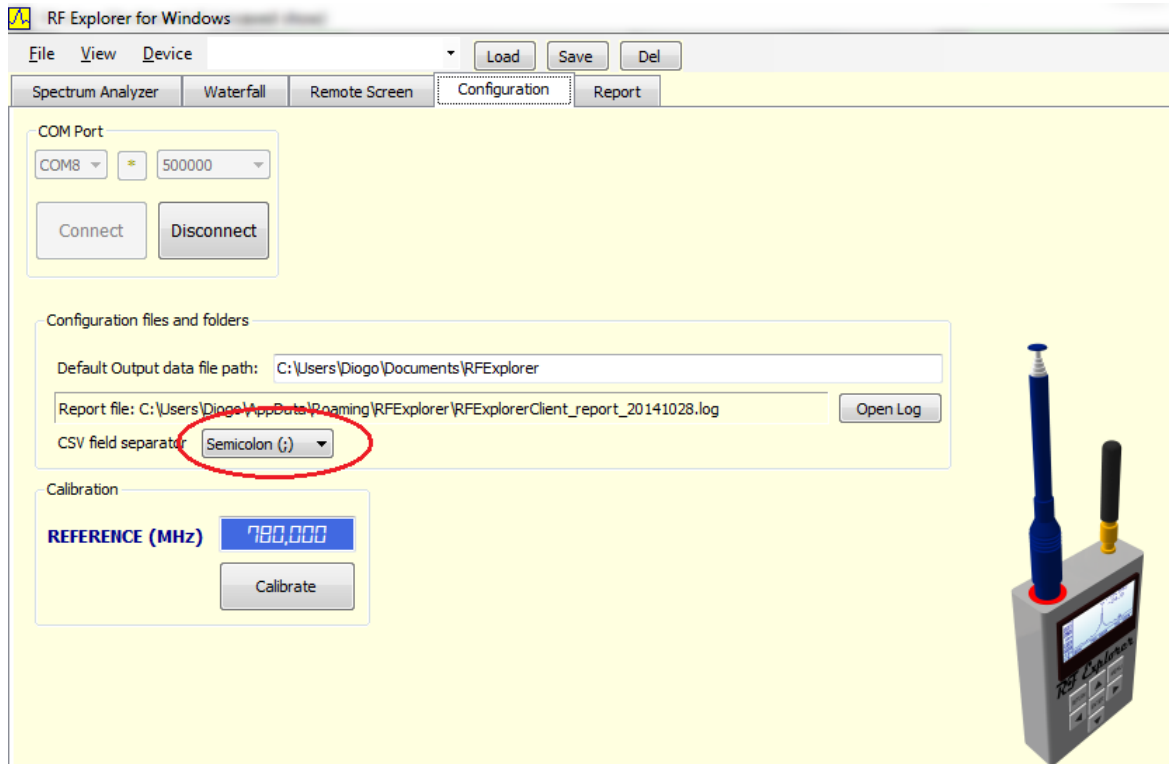 RF Explorer for Windows
File View Device Load Save Del
Spectrum Analyzer Waterfall Remote Screen Configuration Report
COM Port
COM8 * 500000
Connect Disconnect
Configuration files and folders
Default Output data file path: C:\Users\Diogo\Documents\RFExplorer
Report file: C:\Users\Diogo\AppData\Roaming\RFExplorer\RFExplorerClient_report_20141028.log Open Log
CSV field separator Semicolon (;)
Calibration
REFERENCE (MHz) 780,000
Calibrate
RF Explorer